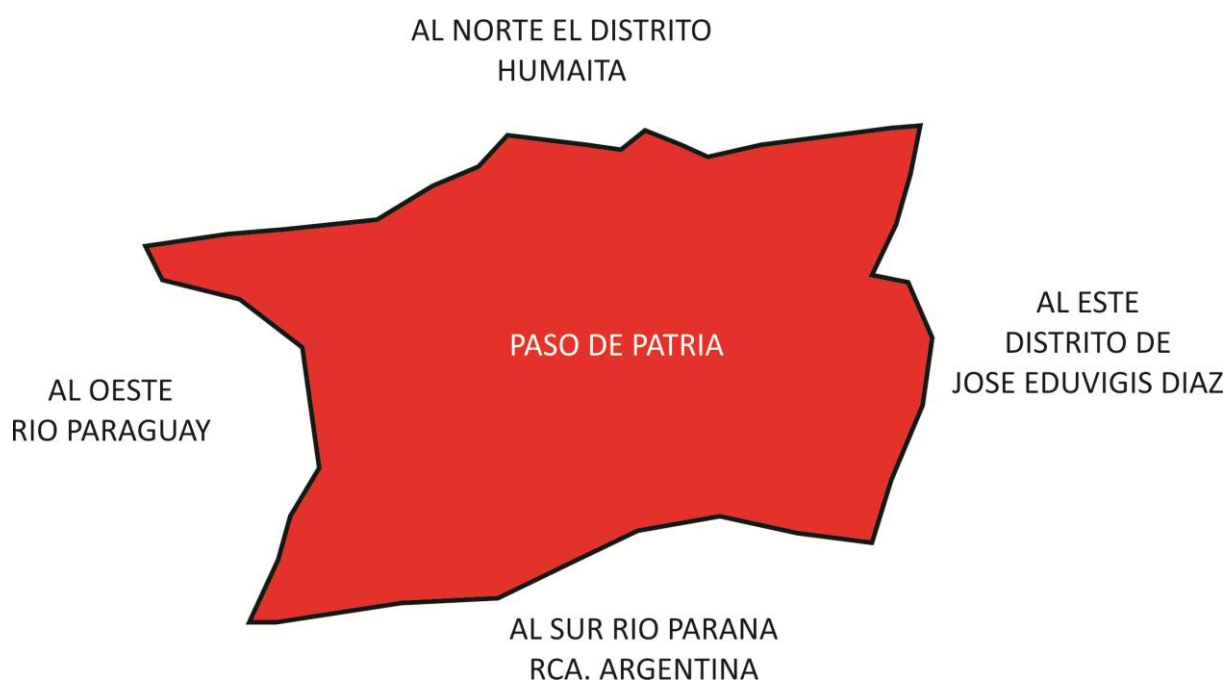 AL NORTE EL DISTRITO
HUMAITA
PASO DE PATRIA
AL ESTE
DISTRITO DE
JOSE EDUVIGIS DIAZ
AL OESTE
RIO PARAGUAY
AL SUR RIO PARANA
RCA. ARGENTINA